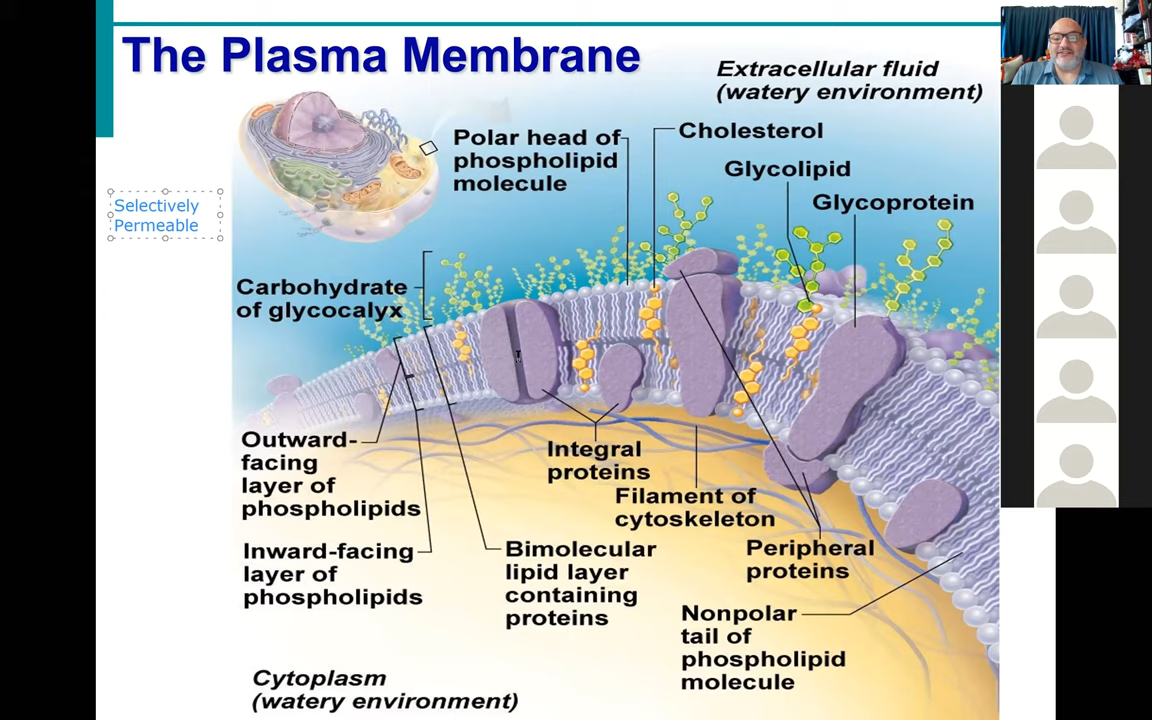 The Plasma Membrane
Extracellular fluid
(watery environment)
Polar head of
phospholipid
molecule
Cholesterol
Glycolipid
Glycoprotein
Selectively
Permeable
Carbohydrate
of glycocalyx
Outward-
facing
layer of
phospholipids
Integral
proteins
Filament of
cytoskeleton
Inward-facing
layer of
phospholipids
Bimolecular
lipid layer
containing
proteins
Peripheral
proteins
Nonpolar
tail of
phospholipid
molecule
Cytoplasm
(watery environment)